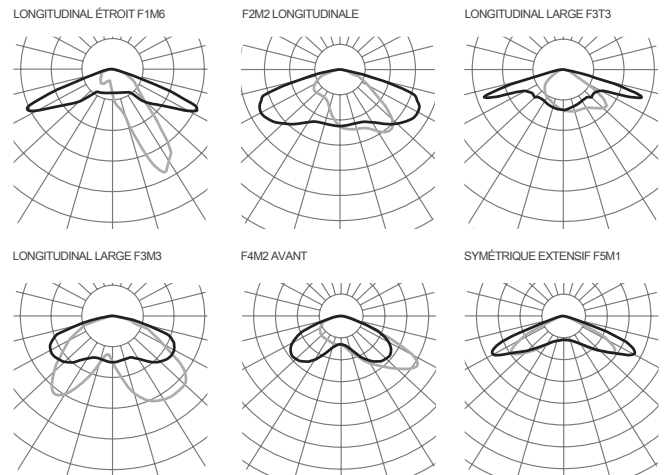 LONGITUDINAL ÉTROIT F1M6
F2M2 LONGITUDINALE
LONGITUDINAL LARGE F3T3
LONGITUDINAL LARGE F3M3
F4M2 AVANT
SYMÉTRIQUE EXTENSIF F5M1